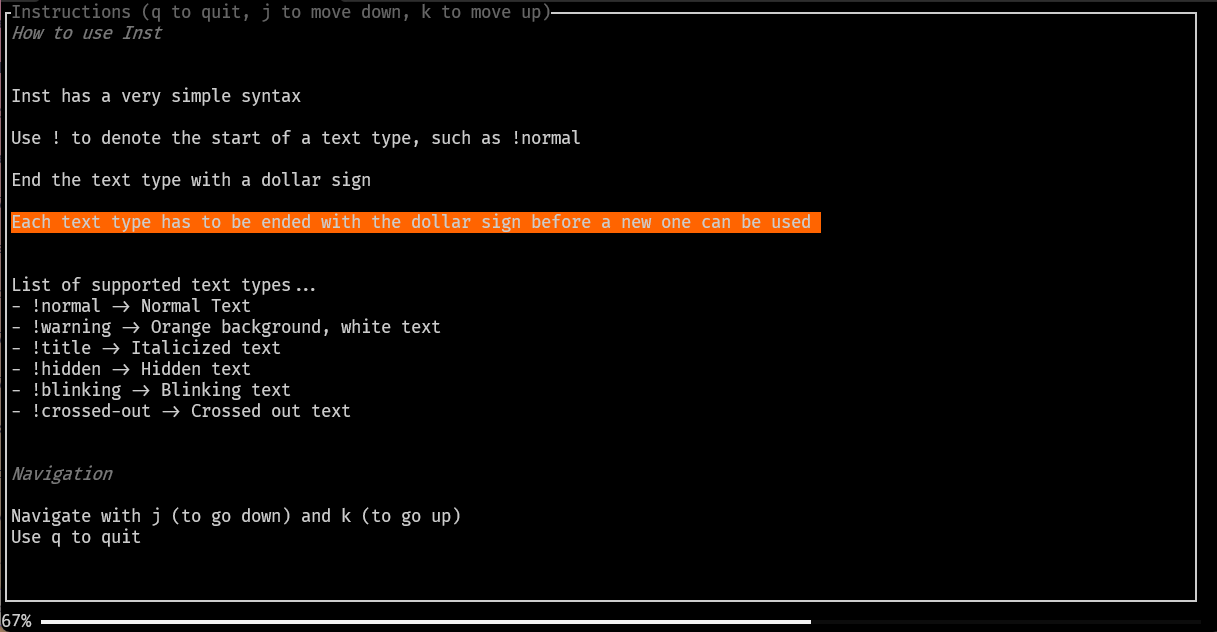 Instructions (q to quit, j to move down, k to move up)
How to use Inst
Inst has a very simple syntax
Use ! to denote the start of a text type, such as !normal
End the text type with a dollar sign
Each text type has to be ended with the dollar sign before a new one can be used
List of supported text types...
- !normal -> Normal Text
- !warning -> Orange background, white text
- !title -> Italicized text
- !hidden -> Hidden text
- !blinking -> Blinking text
- !crossed-out -> Crossed out text
Navigation
Navigate with j (to go down) and k (to go up)
Use q to quit
67%